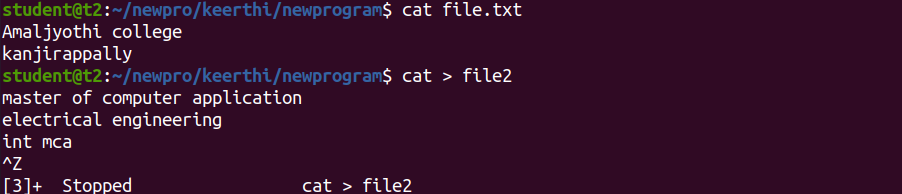 student@t2:~/newpro/keerthi/newprogram$ cat file.txt
Amaljyothi college
kanjirappally
student@t2:~/newpro/keerthi/newprogram$ cat > file2
master of computer application
electrical engineering
int mca
^Z
[3]+  Stopped                 cat > file2